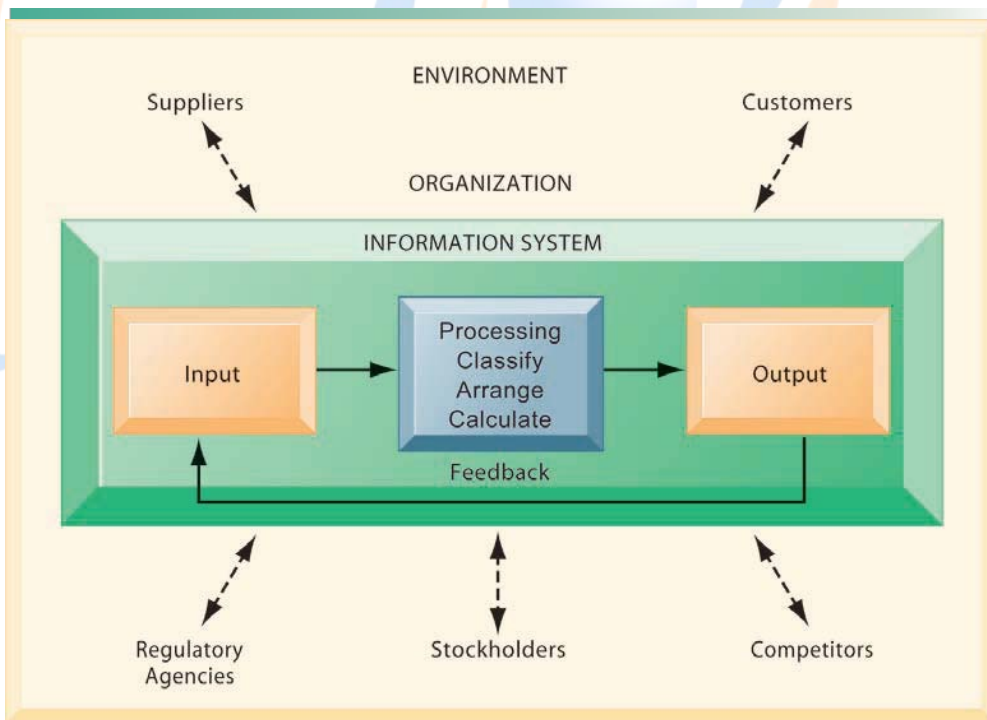 ENVIRONMENT
Suppliers
Customers
ORGANIZATION
INFORMATION SYSTEM
Input
Processing
Classify
Arrange
Calculate
Output
Feedback
Regulatory
Agencies
Stockholders
Competitors